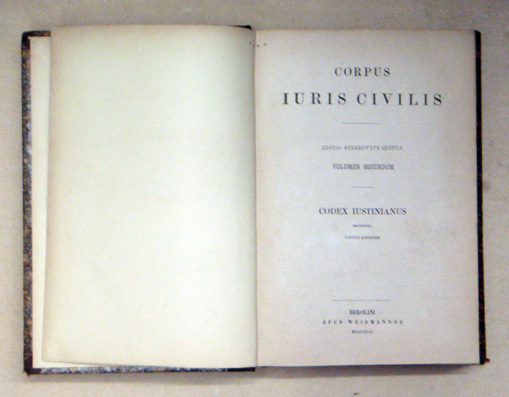 CORPUS
IURIS CIVILIS
EDITIO STEREOTYPA QUINTA
VOLUMEN SECUNDUM
CODEX IUSTINIANUS
BEROLINI
APUD WEIDMANNOS